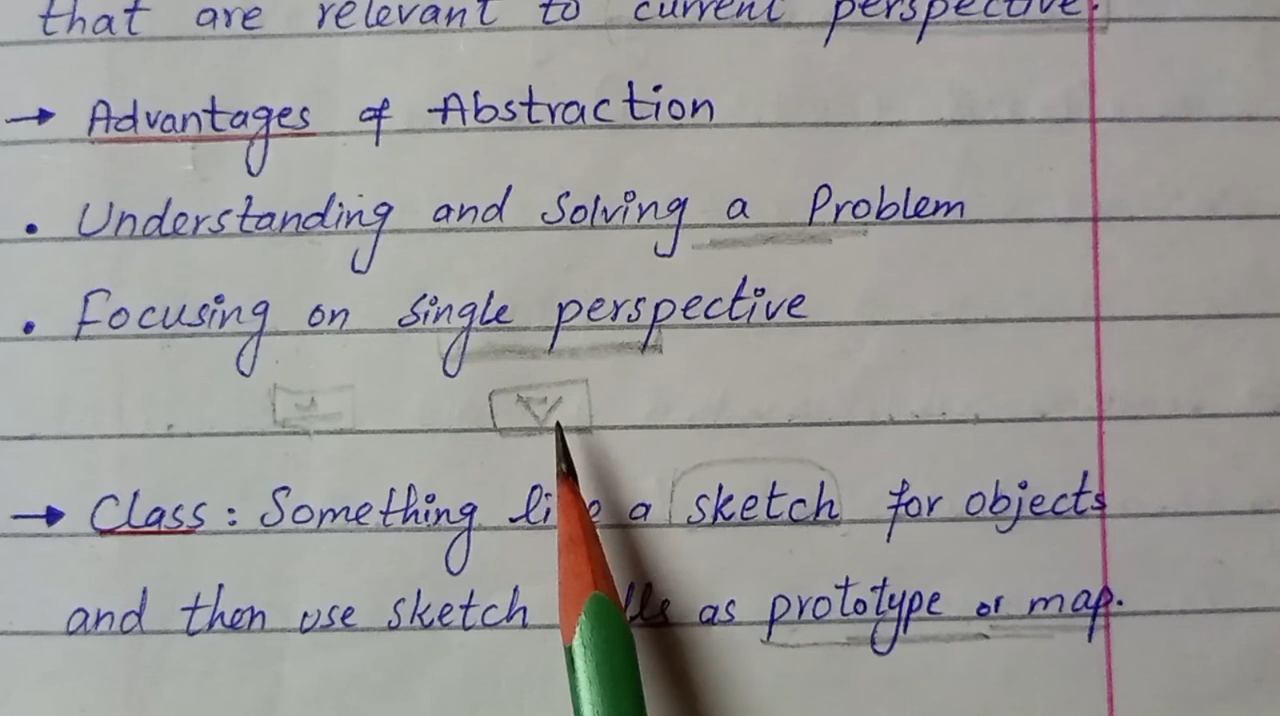 that are relevant to current perspective.
→ Advantages of Abstraction
• Understanding and Solving a Problem
• Focusing on Single perspective
→ Class: Something a sketch for objects
and then use sketch as prototype or map.